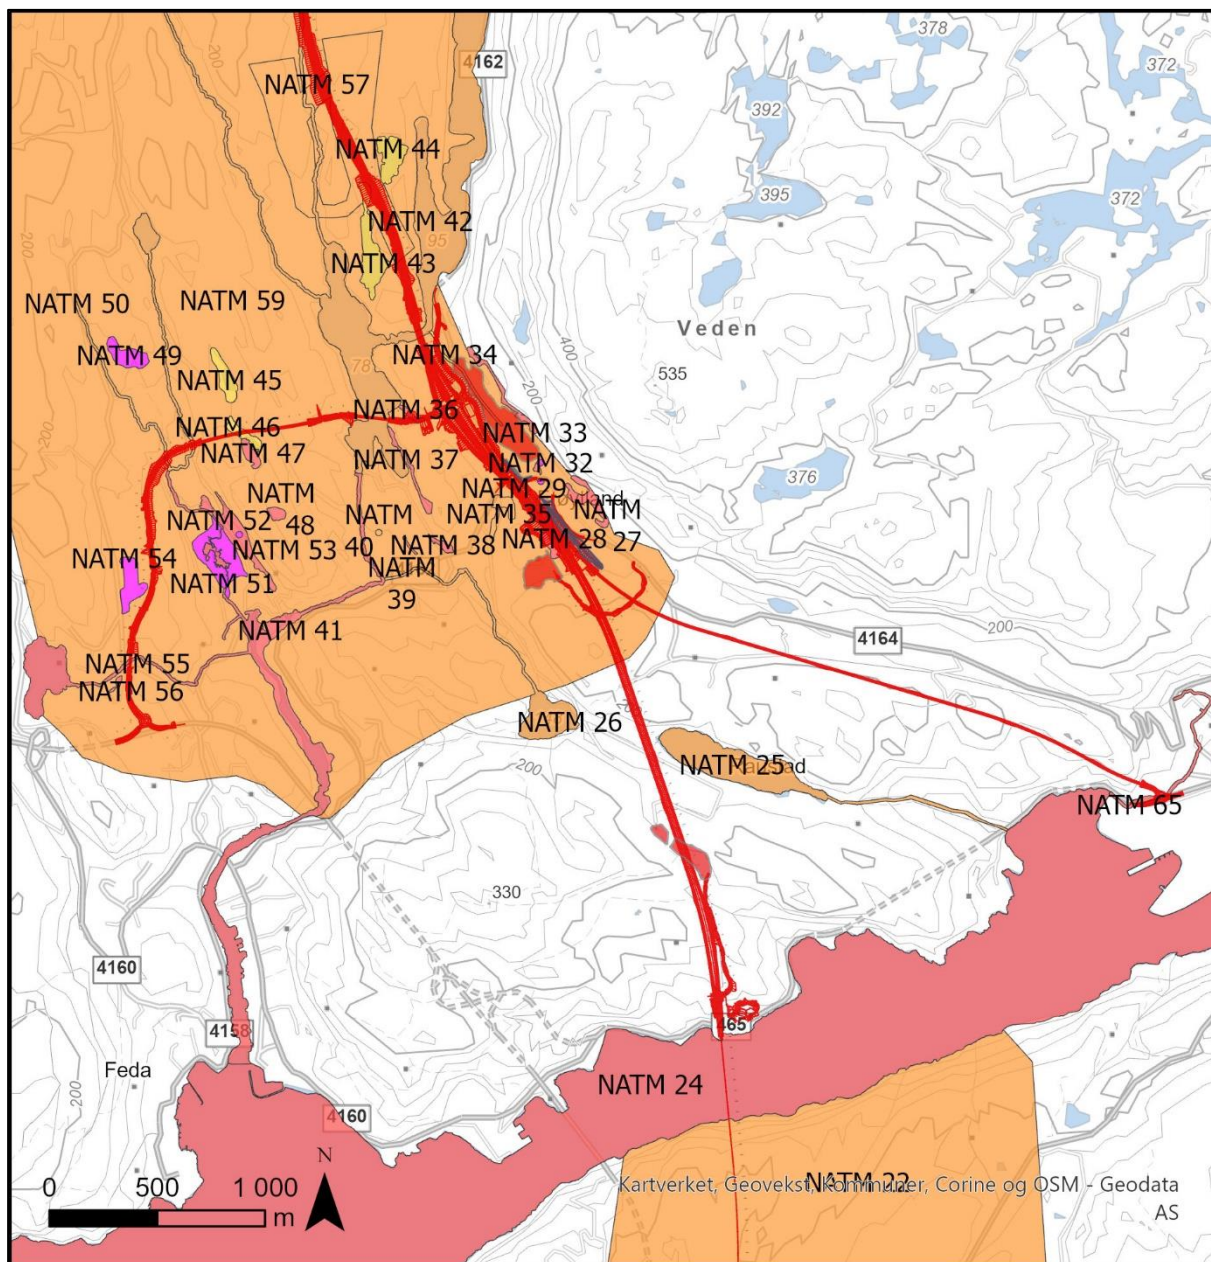 4162
378
372
NATM 57
392
NATM 44
395
372
NATM 42
95
NATM 43
NATM 50
NATM 59
Veden
400
NATM 49
NATM 34
78
535
NATM 45
200
NATM 36
NATM 46
NATM 33
NATM 47
NATM 37
NATM 32
376
NATM 29
NATM
48
NATM 52
NATM
40
NATM 35
NATM
27
NATM 28
NATM 53
NATM 38
NATM 54
NATM
39
NATM 51
NATM 41
200
4164
NATM 55
NATM 56
NATM 26
NATM 25
200
NATM 65
330
4160
4158
465
Feda
NATM 24
200
4160
NATM 22
N
0 500 1 000
m
Kartverket, Geovekst, Kommuner, Corine og OSM - Geodata
AS